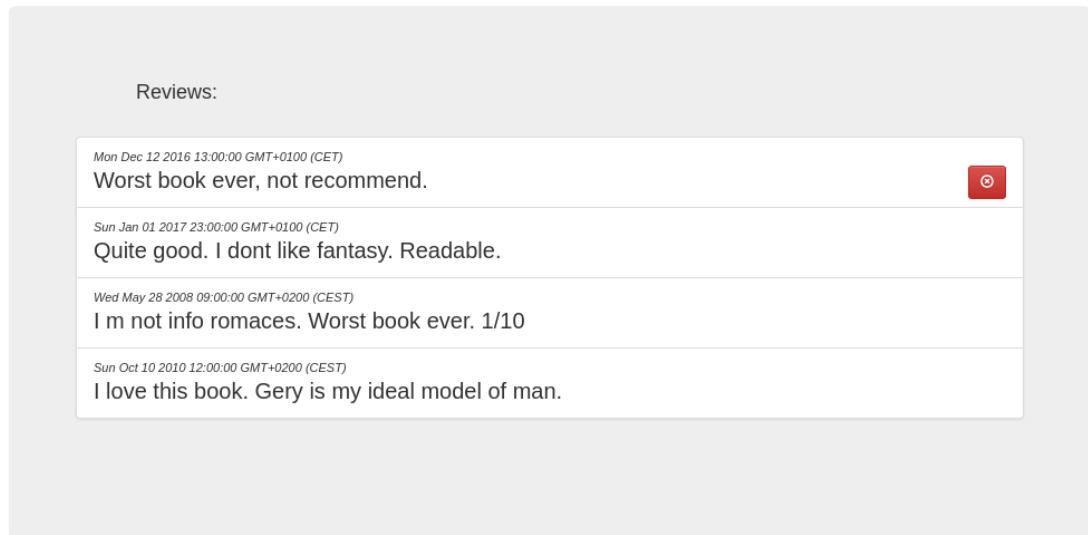 Reviews:
Mon Dec 12 2016 13:00:00 GMT+0100 (CET)
Worst book ever, not recommend.
Sun Jan 01 2017 23:00:00 GMT+0100 (CET)
Quite good. I dont like fantasy. Readable.
Wed May 28 2008 09:00:00 GMT+0200 (CEST)
I m not info romaces. Worst book ever. 1/10
Sun Oct 10 2010 12:00:00 GMT+0200 (CEST)
I love this book. Gery is my ideal model of man.